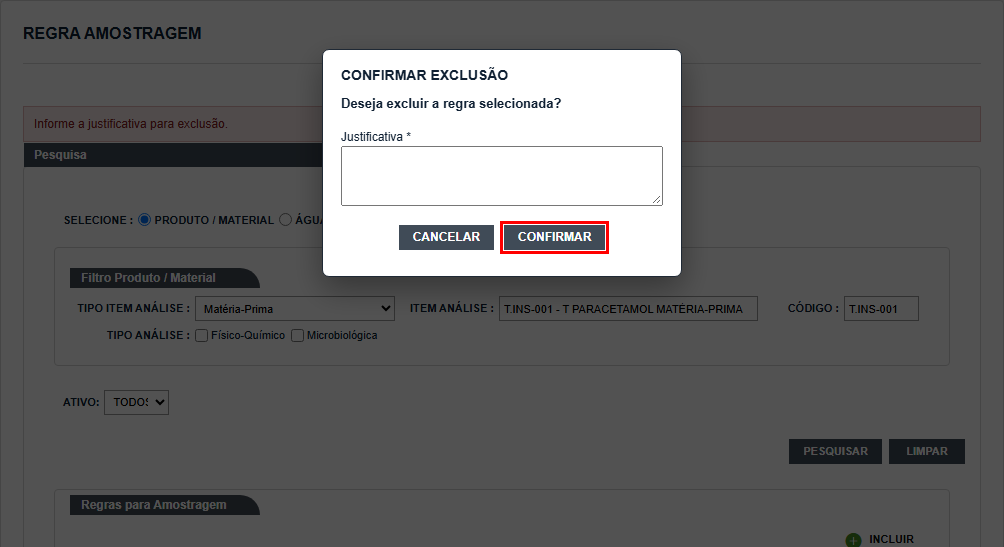 REGRA AMOSTRAGEM
CONFIRMAR EXCLUSÃO
Deseja excluir a regra selecionada?
Informe a justificativa para exclusão.
Justificativa *
Pesquisa
SELECIONE : PRODUTO / MATERIAL ÁGUA
CANCELAR CONFIRMAR
Filtro Produto / Material
TIPO ITEM ANÁLISE : Matéria-Prima ITEM ANÁLISE : T.INS-001 - T PARACETAMOL MATÉRIA-PRIMA CÓDIGO : T.INS-001
TIPO ANÁLISE : Físico-Químico Microbiológica
ATIVO: TODOS
PESQUISAR LIMPAR
Regras para Amostragem
INCLUIR